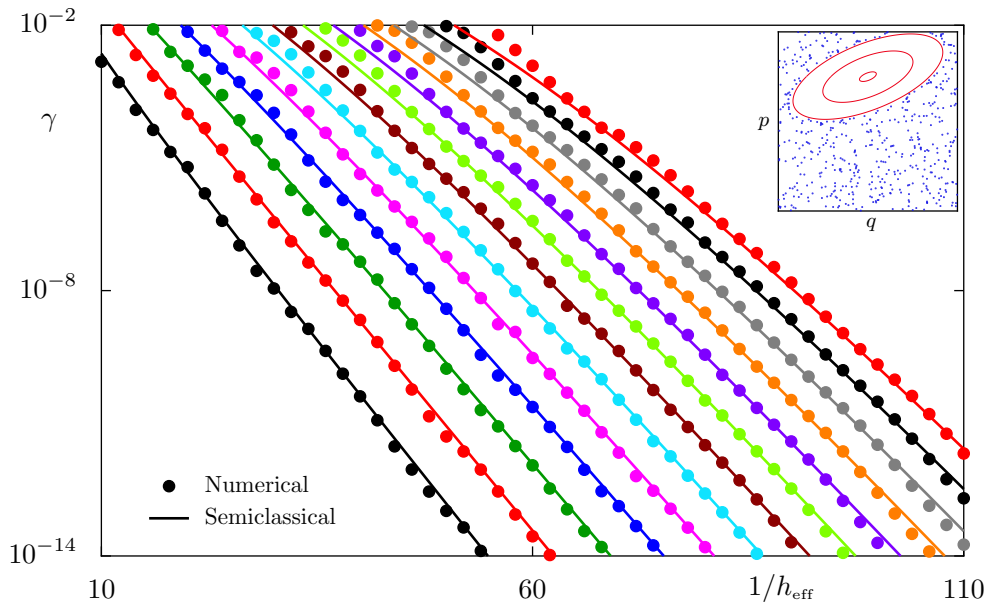 10⁻²
γ
p
q
10⁻⁸
Numerical
Semiclassical
10⁻¹⁴
10
60
1/h_eff
110